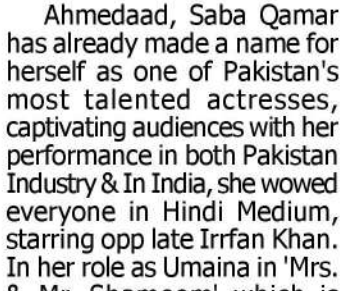 Ahmedaad, Saba Qamar
has already made a name for
herself as one of Pakistan's
most talented actresses,
captivating audiences with her
performance in both Pakistan
Industry & In India, she wowed
everyone in Hindi Medium,
starring opp late Irrfan Khan.
In her role as Umaina in 'Mrs.
& Mr. Shameem' which is